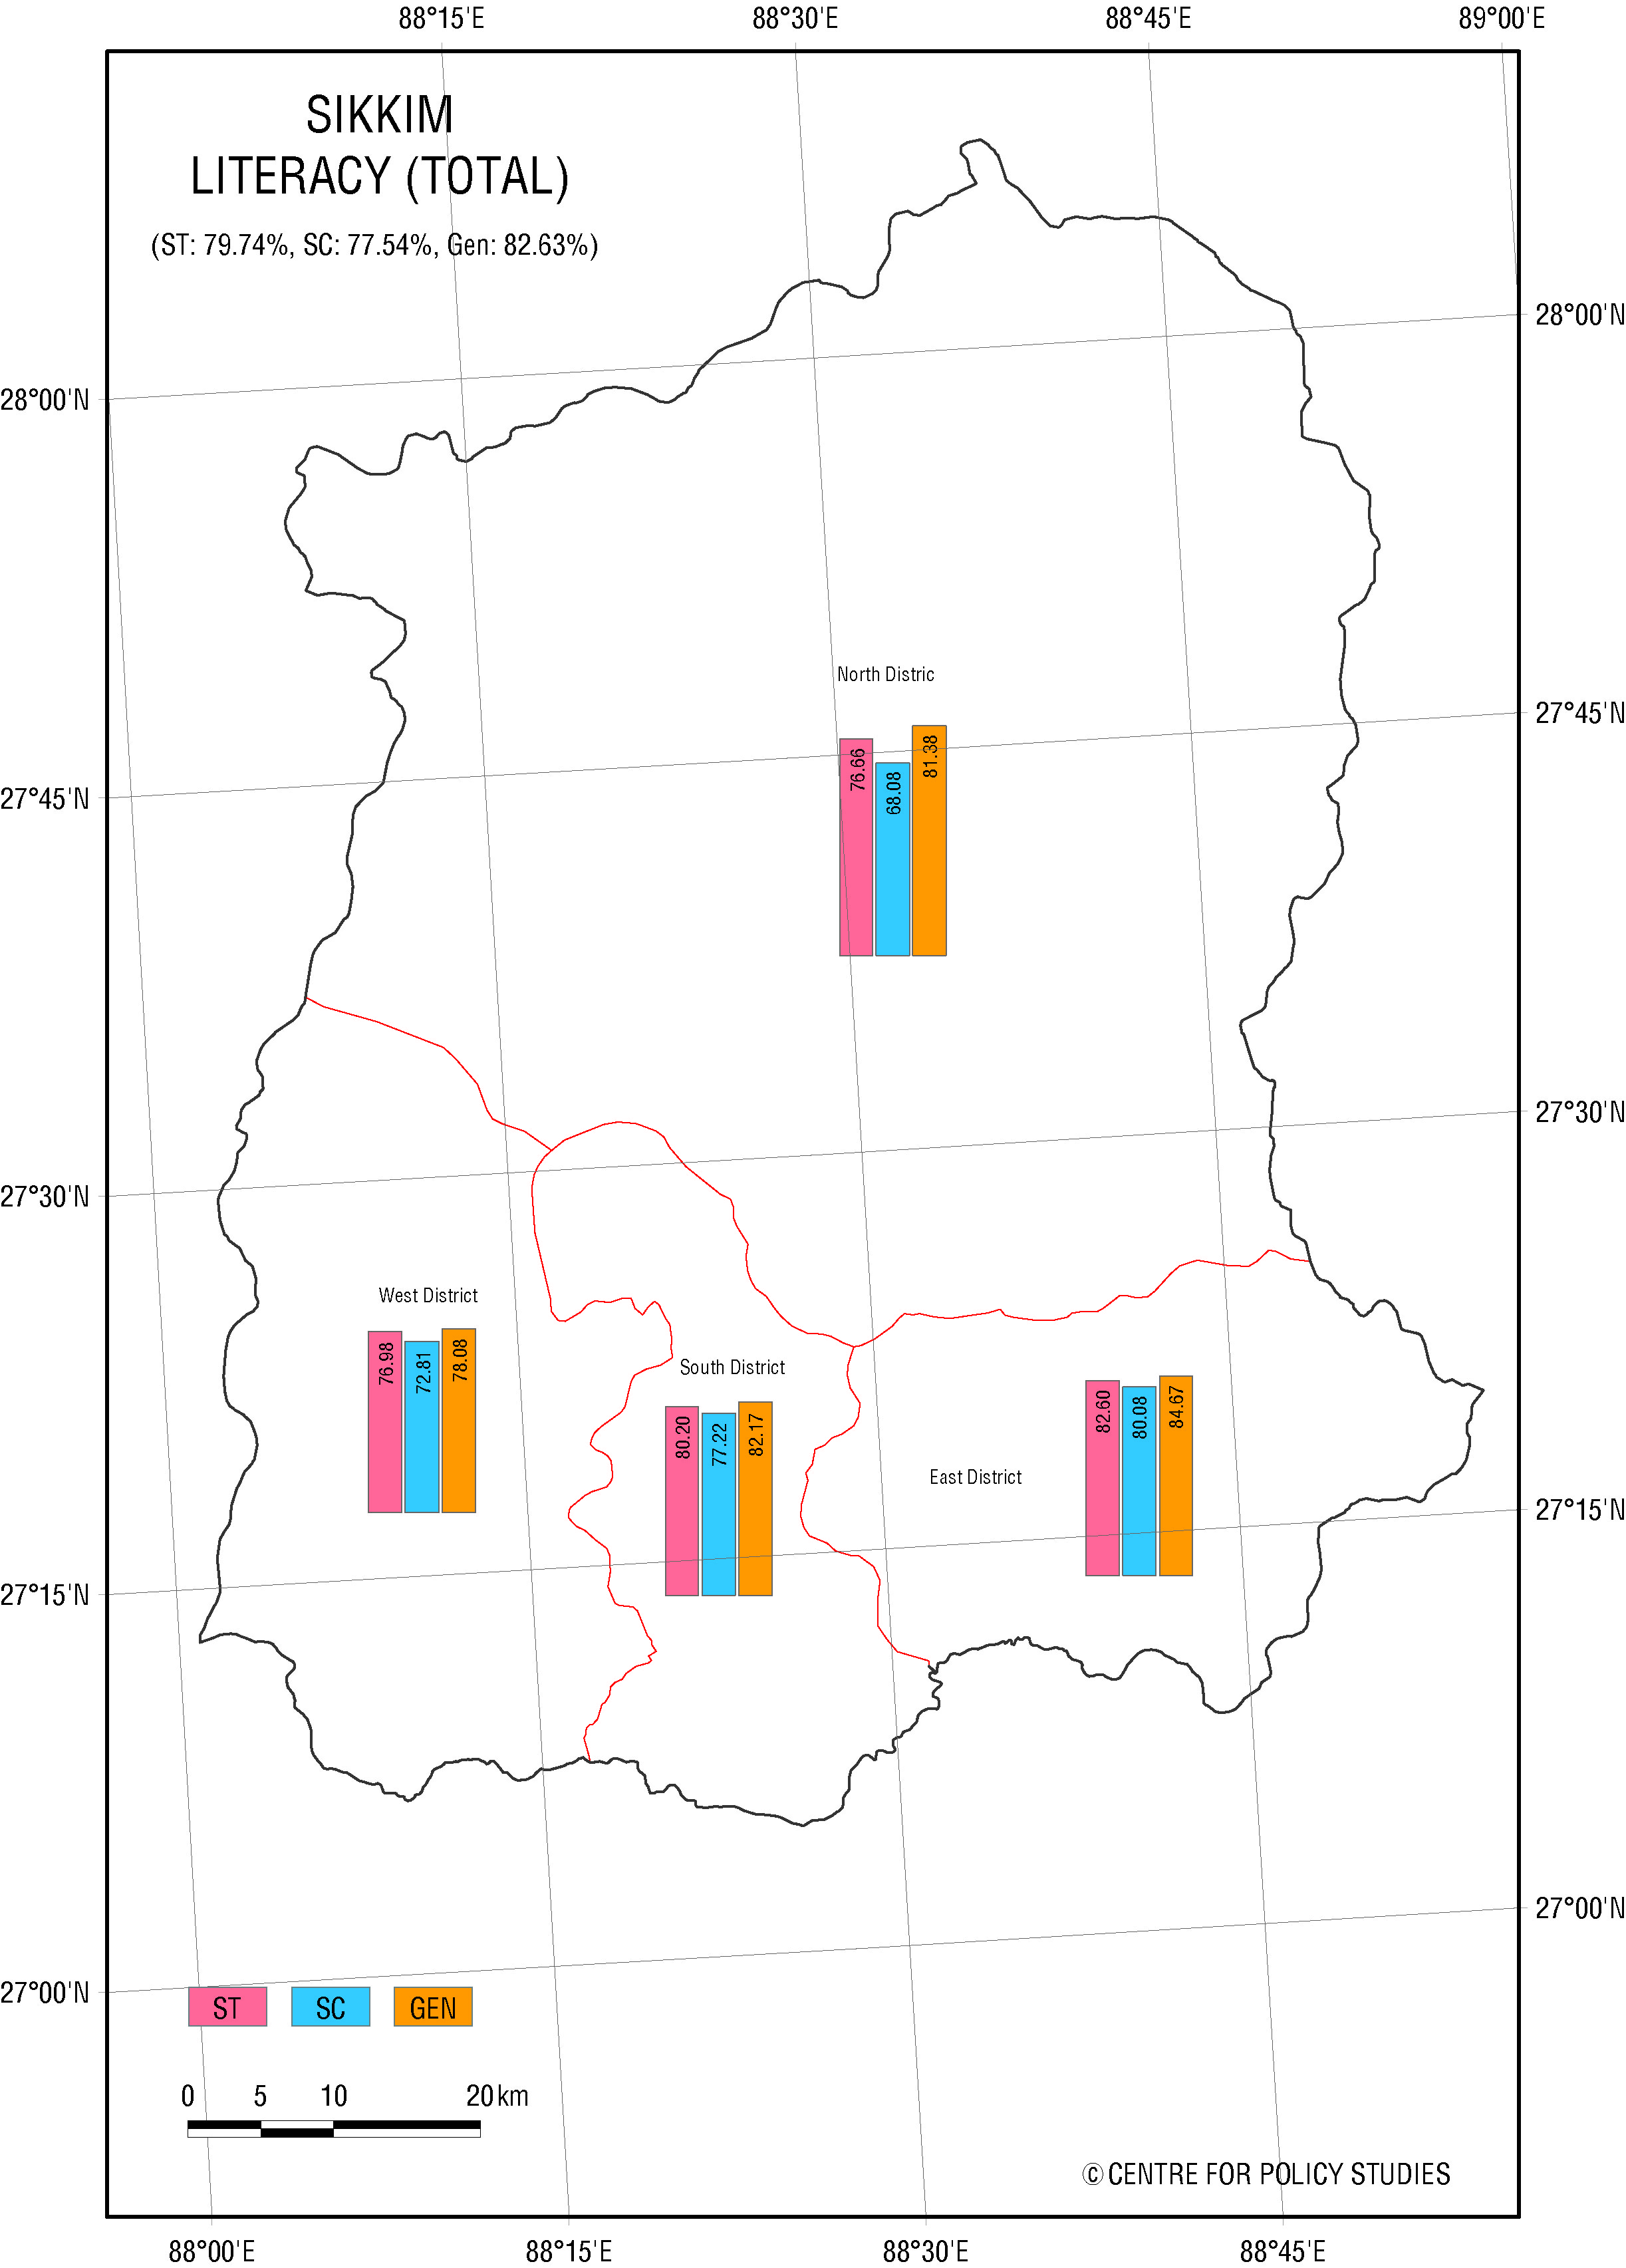 88°15'E 88°30'E 88°45'E 89°00'E
SIKKIM
LITERACY (TOTAL)
(ST: 79.74%, SC: 77.54%, Gen: 82.63%)
28°00'N
28°00'N
North Distric
27°45'N
76.66 68.08 81.38
27°45'N
27°30'N
27°30'N
West District
76.98 72.81 78.08
South District
80.20 77.22 82.17
82.60 80.08 84.67
East District
27°15'N
27°15'N
27°00'N
27°00'N
ST SC GEN
0 5 10 20 km
© CENTRE FOR POLICY STUDIES
88°00'E 88°15'E 88°30'E 88°45'E